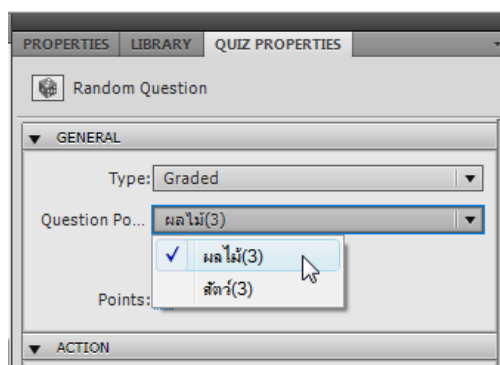 PROPERTIES LIBRARY QUIZ PROPERTIES
Random Question
GENERAL
Type: Graded
Question Po... ผลไม้(3)
ผลไม้(3)
สัตว์(3)
Points:
ACTION